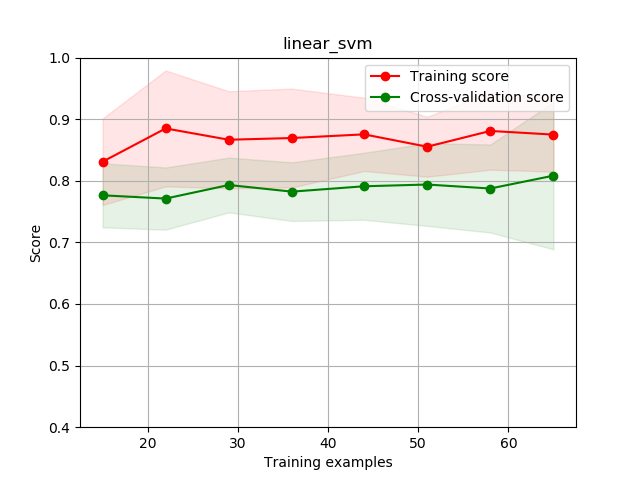 linear_svm
1.0
0.9
0.8
0.7
0.6
0.5
0.4
Score
Training score
Cross-validation score
20 30 40 50 60
Training examples